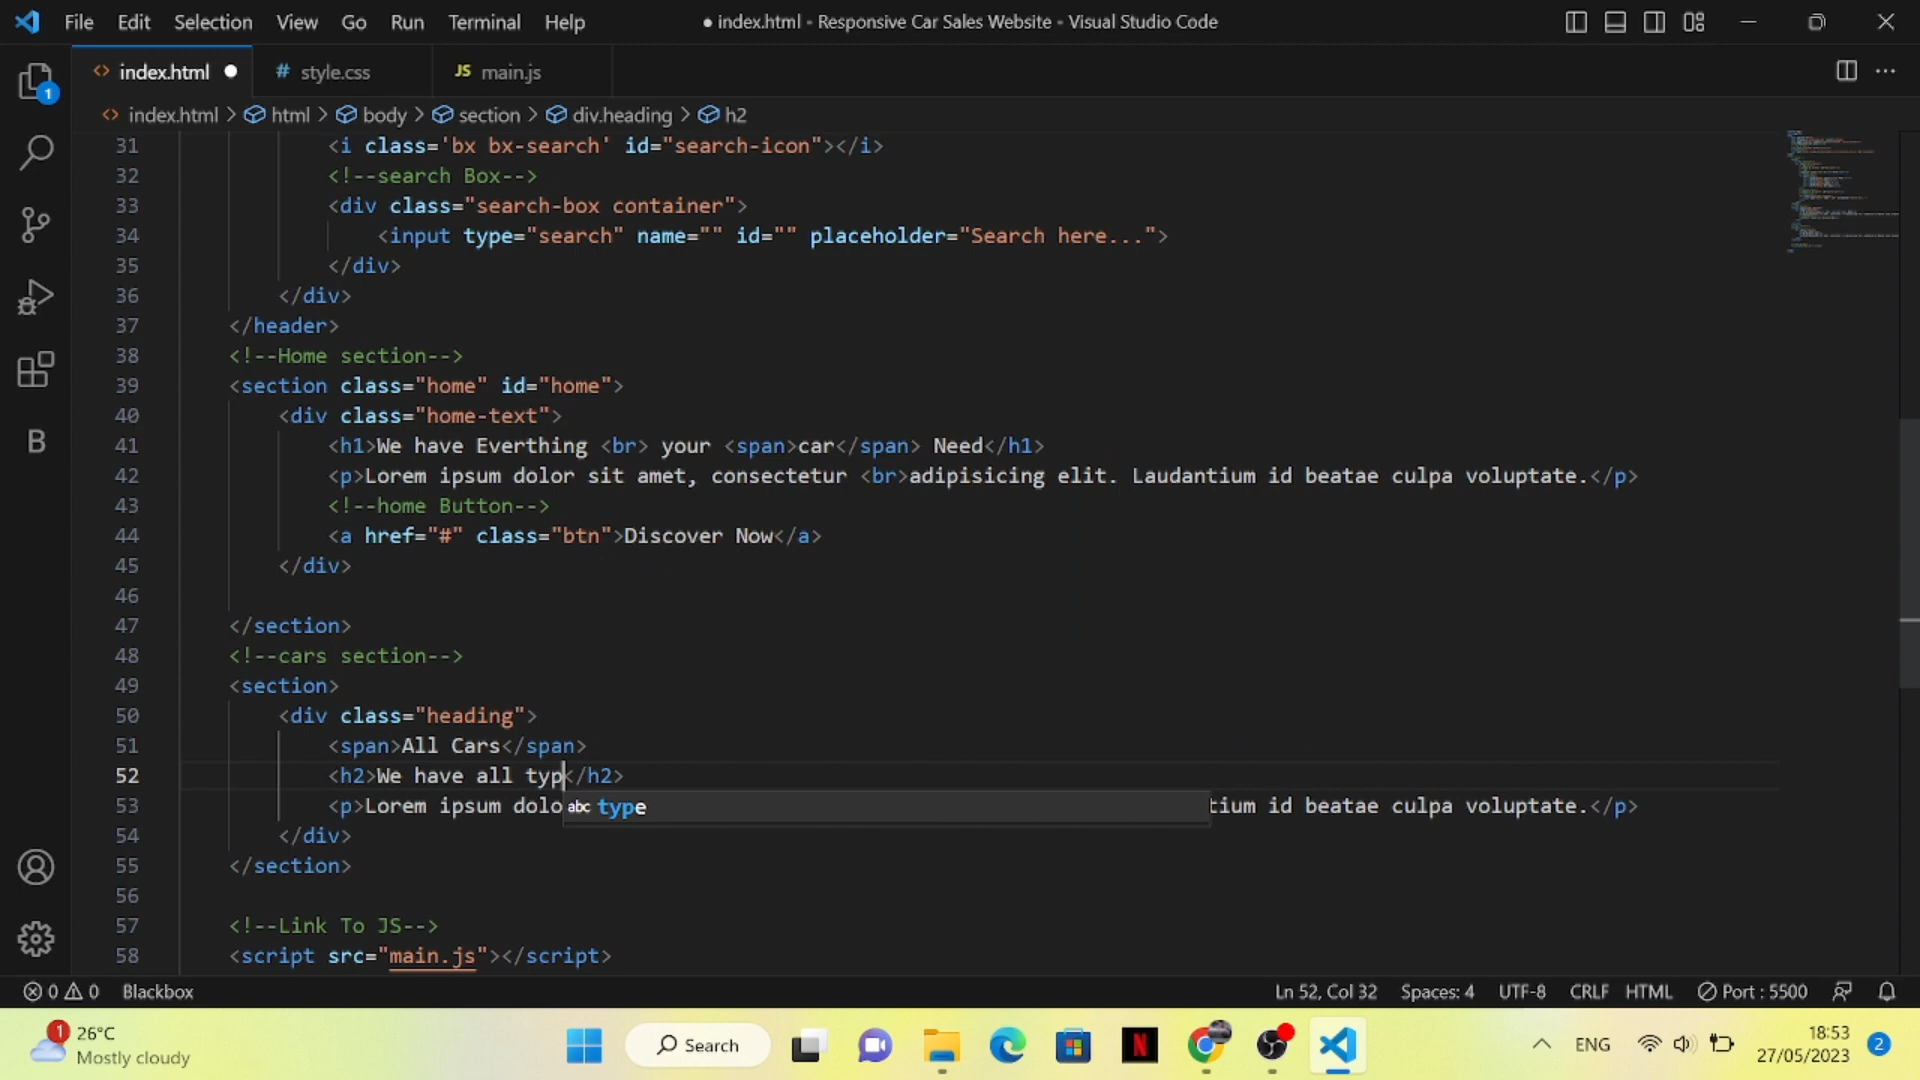 File Edit Selection View Go Run Terminal Help ● index.html - Responsive Car Sales Website - Visual Studio Code
<> index.html ● # style.css JS main.js
1
<> index.html > html > body > section > div.heading > h2
31 <i class='bx bx-search' id="search-icon"></i>
32 <!--search Box-->
33 <div class="search-box container">
34 <input type="search" name="" id="" placeholder="Search here...">
35 </div>
36 </div>
37 </header>
38 <!--Home section-->
39 <section class="home" id="home">
40 <div class="home-text">
41 <h1>We have Everthing <br> your <span>car</span> Need</h1>
42 <p>Lorem ipsum dolor sit amet, consectetur <br>adipisicing elit. Laudantium id beatae culpa voluptate.</p>
43 <!--home Button-->
44 <a href="#" class="btn">Discover Now</a>
45 </div>
46
47 </section>
48 <!--cars section-->
49 <section>
50 <div class="heading">
51 <span>All Cars</span>
52 <h2>We have all typ</h2>
53 <p>Lorem ipsum dolo abc type tium id beatae culpa voluptate.</p>
54 </div>
55 </section>
56
57 <!--Link To JS-->
58 <script src="main.js"></script>
B
0 0 Blackbox Ln 52, Col 32 Spaces: 4 UTF-8 CRLF HTML Port : 5500
1 26°C
Mostly cloudy
Search
N
ENG
18:53
27/05/2023
2